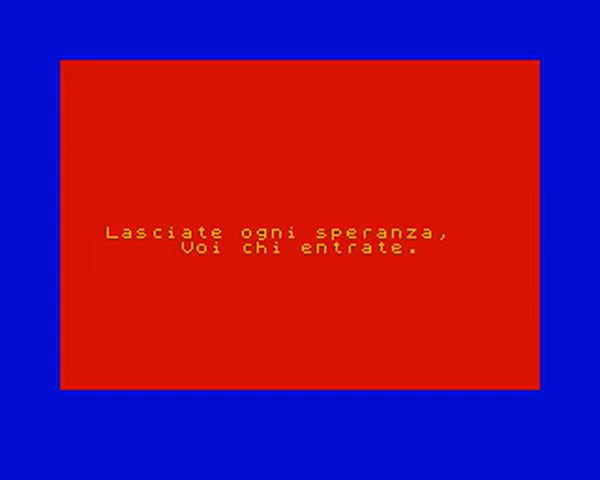 Lasciate ogni speranza,
Voi chi entrate.